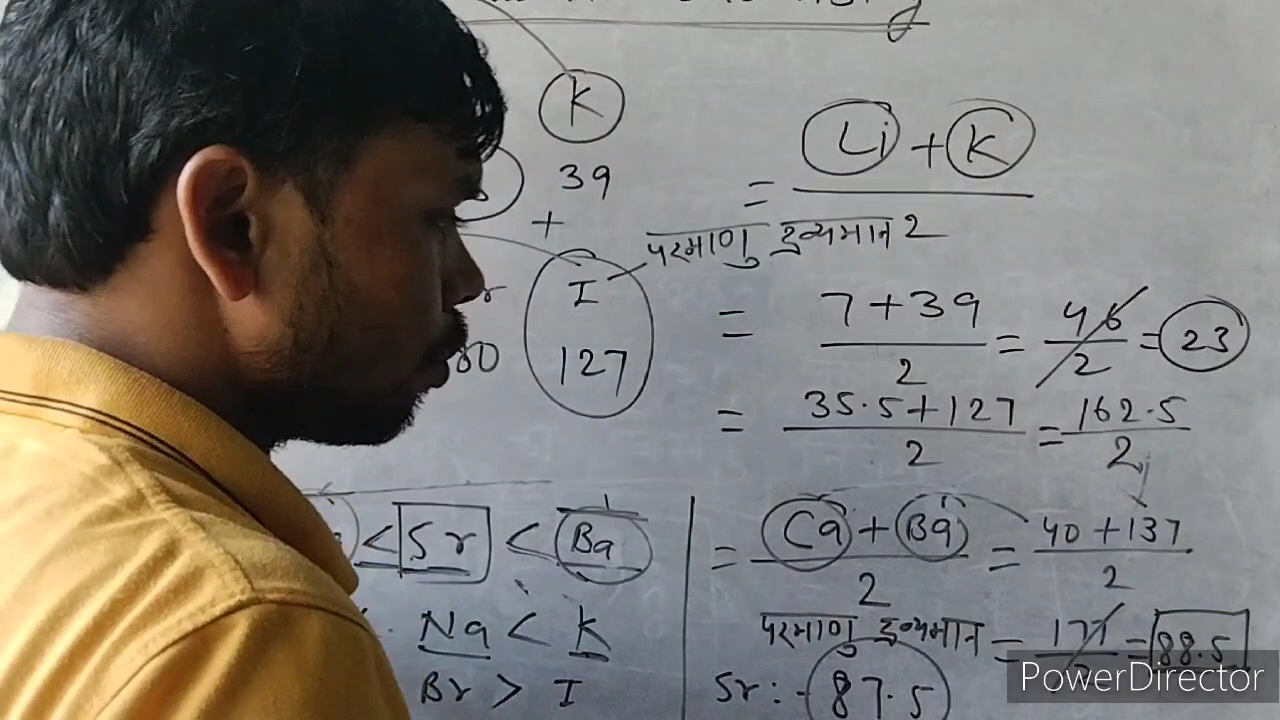 K
39
+
I
127
80
= Li + K / 2
परमाणु द्रव्यमान
= 7 + 39 / 2 = 46 / 2 = 23
= 35.5 + 127 / 2 = 162.5 / 2
< Sr < Ba
Na < K
Br > I
= Ca + Ba / 2 = 40 + 137 / 2
परमाणु द्रव्यमान = 177 / = 88.5
Sr :- 87.5
PowerDirector